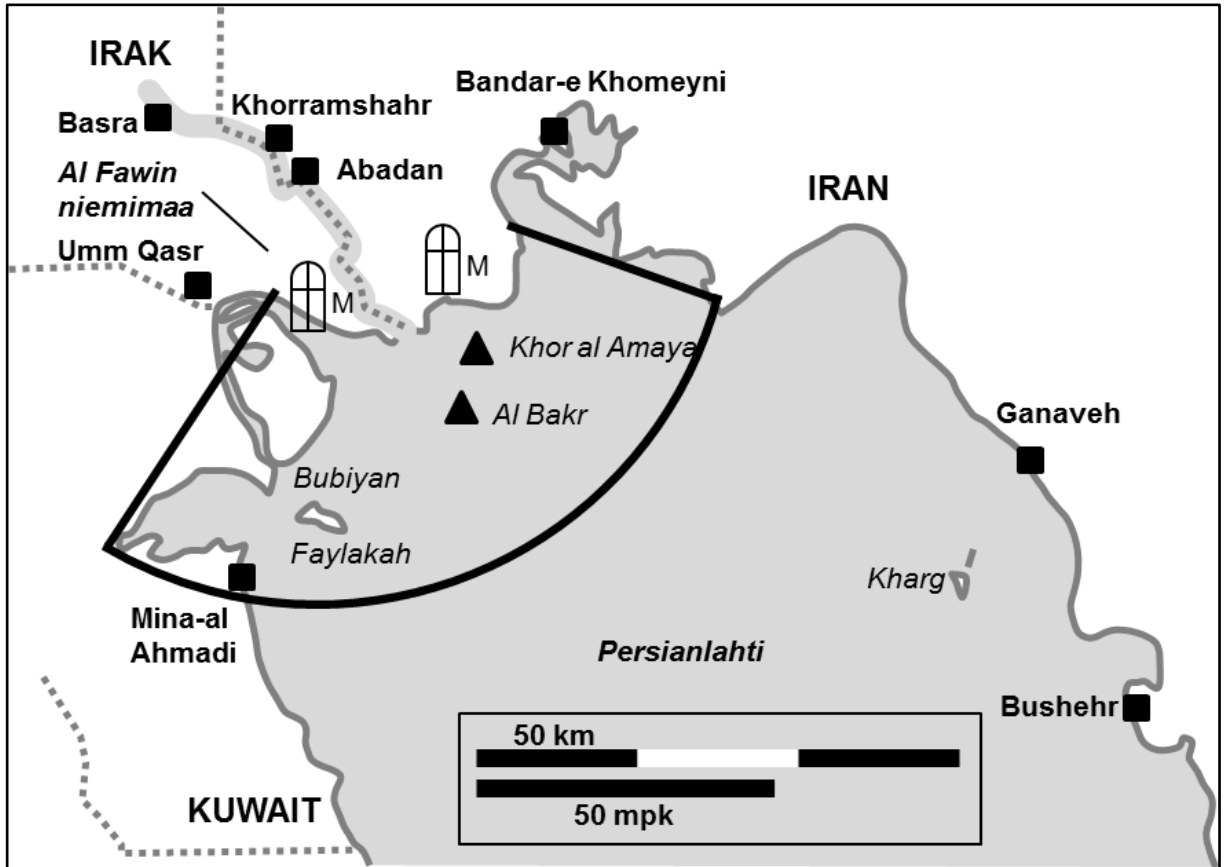 IRAK
Bandar-e Khomeyni
Khorramshahr
Basra
Al Fawin
niemimaa
Abadan
IRAN
Umm Qasr
M
M
Khor al Amaya
Al Bakr
Ganaveh
Bubiyan
Faylakah
Kharg
Mina-al
Ahmadi
Persianlahti
Bushehr
50 km
50 mpk
KUWAIT